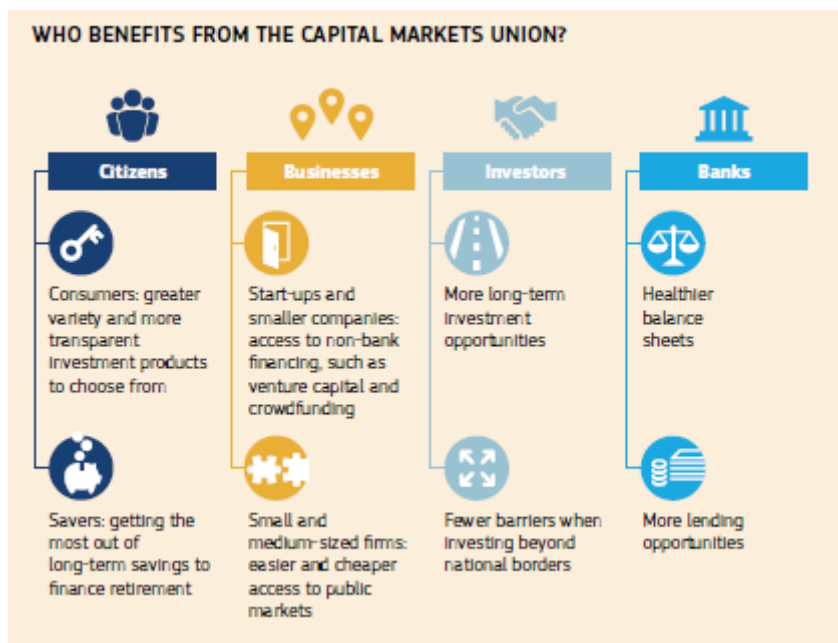 WHO BENEFITS FROM THE CAPITAL MARKETS UNION?
Citizens
Consumers: greater
variety and more
transparent
investment products
to choose from
Savers: getting the
most out of
long-term savings to
finance retirement
Businesses
Start-ups and
smaller companies:
access to non-bank
financing, such as
venture capital and
crowdfunding
Small and
medium-sized firms:
easier and cheaper
access to public
markets
Investors
More long-term
investment
opportunities
Fewer barriers when
investing beyond
national borders
Banks
Healthier
balance
sheets
More lending
opportunities